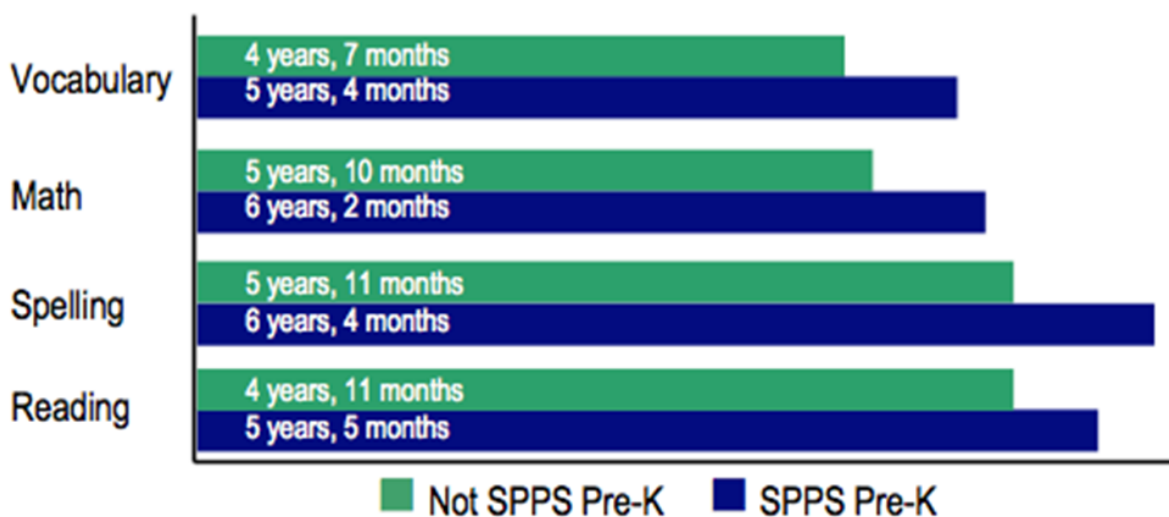 Vocabulary
4 years, 7 months
5 years, 4 months
Math
5 years, 10 months
6 years, 2 months
Spelling
5 years, 11 months
6 years, 4 months
Reading
4 years, 11 months
5 years, 5 months
Not SPPS Pre-K SPPS Pre-K